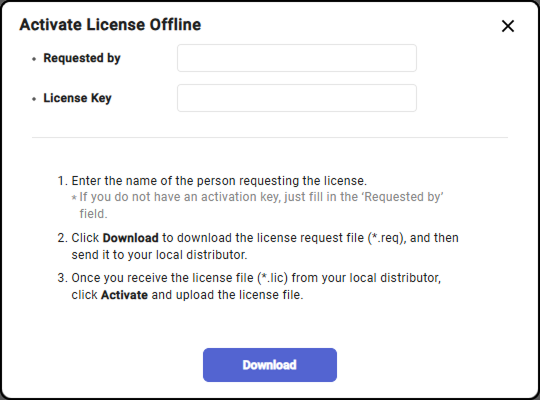 Activate License Offline
• Requested by
• License Key
1. Enter the name of the person requesting the license.
* If you do not have an activation key, just fill in the ‘Requested by’
field.
2. Click Download to download the license request file (*.req), and then
send it to your local distributor.
3. Once you receive the license file (*.lic) from your local distributor,
click Activate and upload the license file.
Download